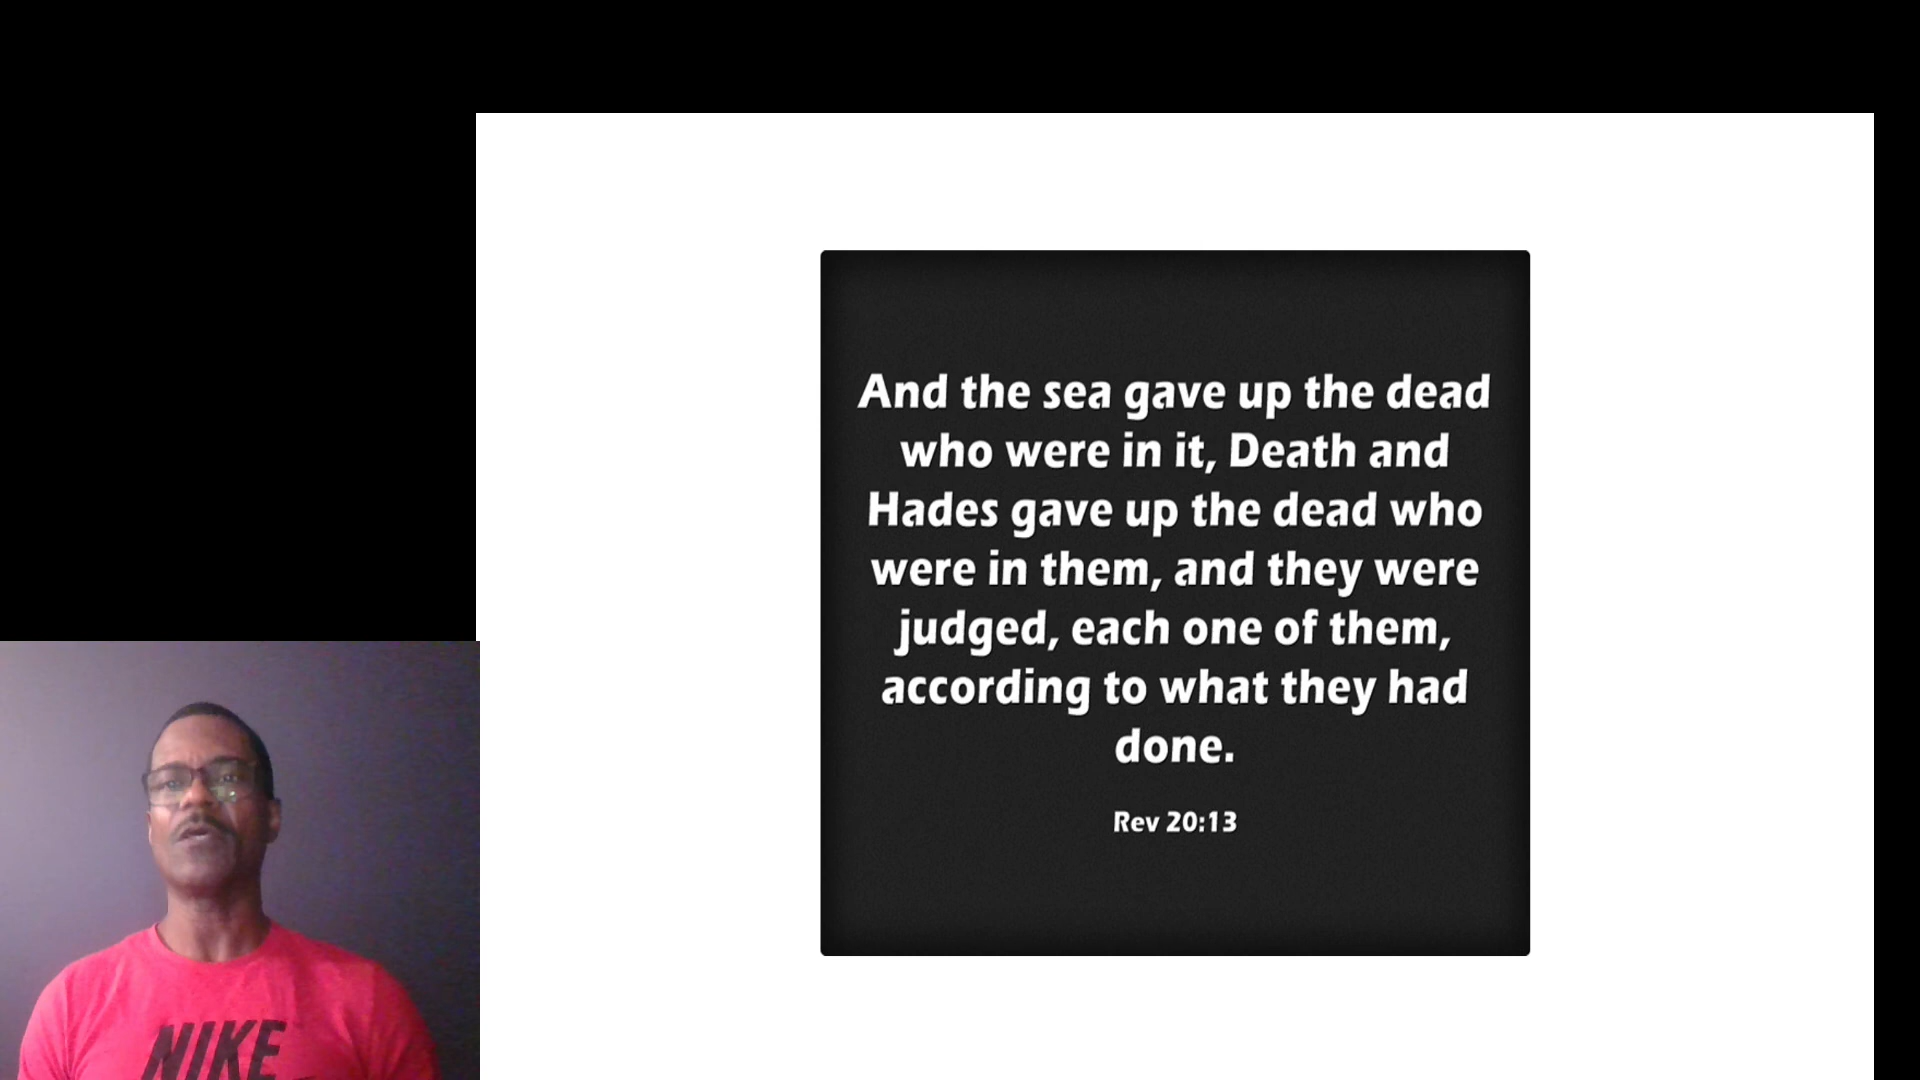 And the sea gave up the dead
who were in it, Death and
Hades gave up the dead who
were in them, and they were
judged, each one of them,
according to what they had
done.
Rev 20:13
NIKE